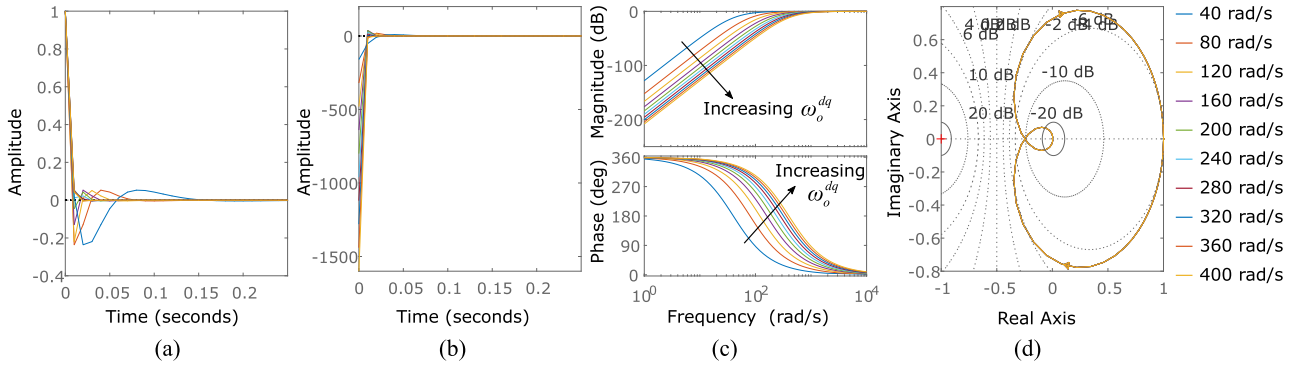 1
0.8
0.6
0.4
0.2
0
-0.2
-0.4
Amplitude
0 0.05 0.1 0.15 0.2
Time (seconds)
(a)
0
-500
-1000
-1500
Amplitude
0 0.05 0.1 0.15 0.2
Time (seconds)
(b)
0
-100
-200
Magnitude (dB)
Increasing ω_o^{dq}
360
270
180
90
0
Phase (deg)
Increasing
ω_o^{dq}
10^0 10^2 10^4
Frequency (rad/s)
(c)
0.6
0.4
0.2
0
-0.2
-0.4
-0.6
-0.8
Imaginary Axis
-2 dB
-6 dB
-4 dB
6 dB
10 dB
-10 dB
20 dB
-20 dB
-1 -0.5 0 0.5 1
Real Axis
(d)
40 rad/s
80 rad/s
120 rad/s
160 rad/s
200 rad/s
240 rad/s
280 rad/s
320 rad/s
360 rad/s
400 rad/s